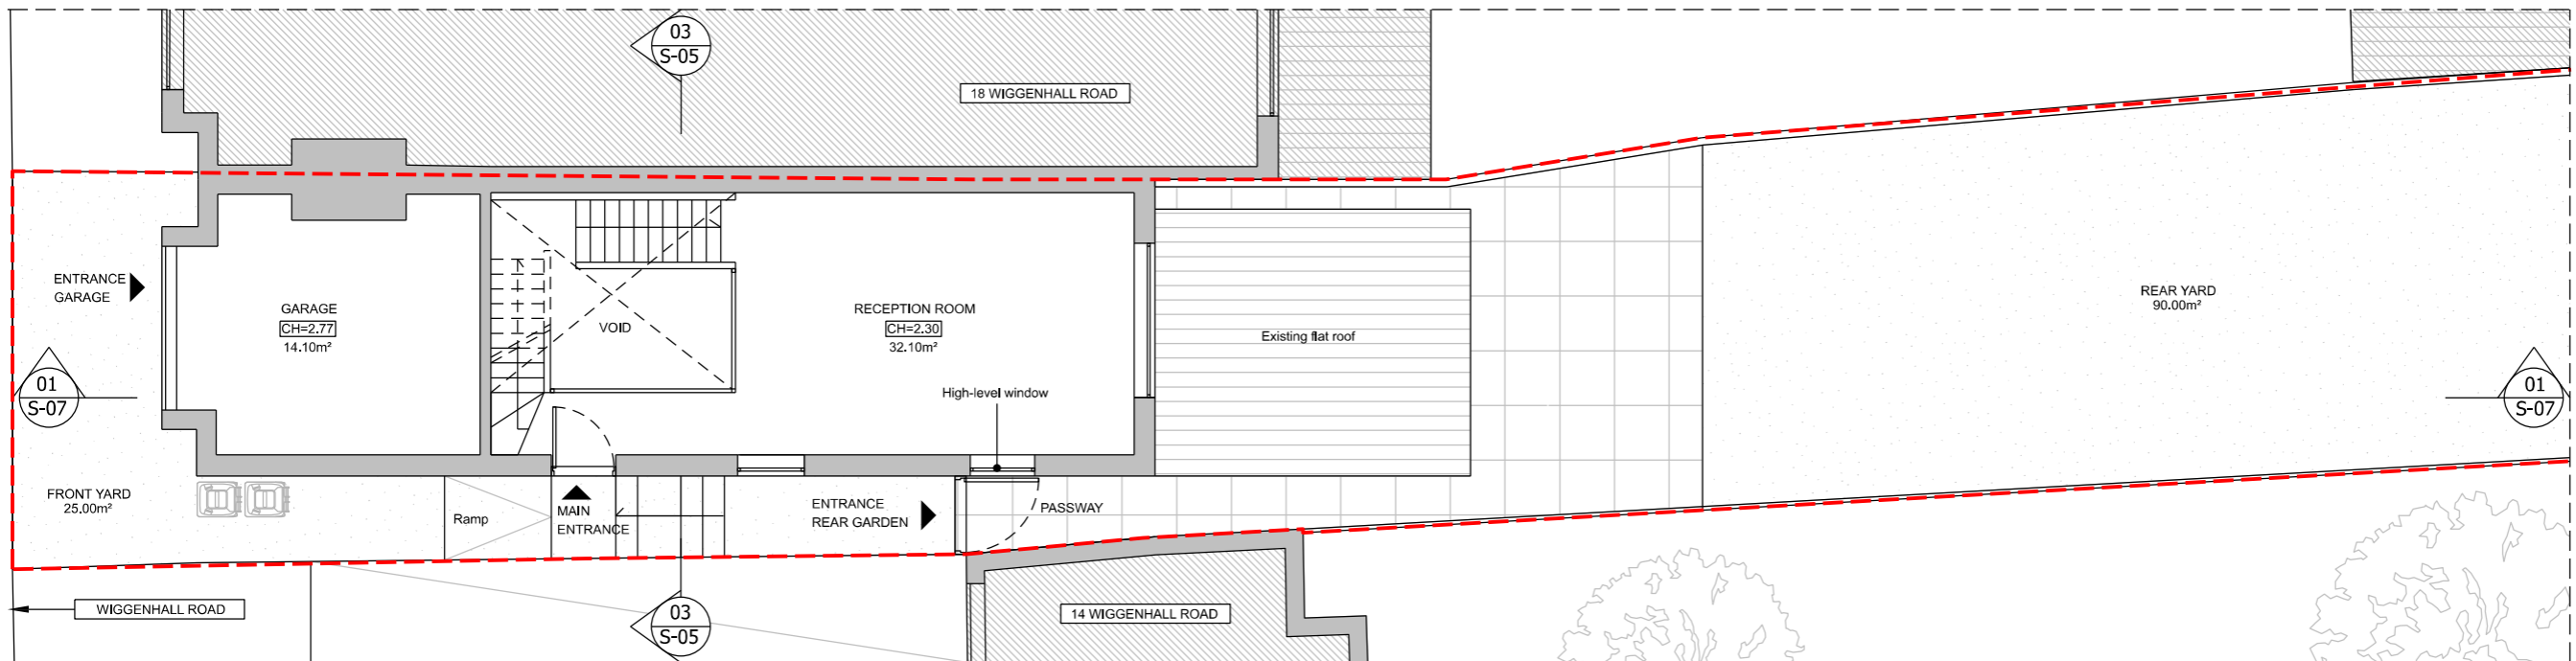 03
S-05
18 WIGGENHALL ROAD
ENTRANCE
GARAGE
GARAGE
CH=2.77
14.10m²
VOID
RECEPTION ROOM
CH=2.30
32.10m²
Existing flat roof
REAR YARD
90.00m²
01
S-07
High-level window
01
S-07
FRONT YARD
25.00m²
Ramp
MAIN
ENTRANCE
ENTRANCE
REAR GARDEN
PASSWAY
WIGGENHALL ROAD
03
S-05
14 WIGGENHALL ROAD